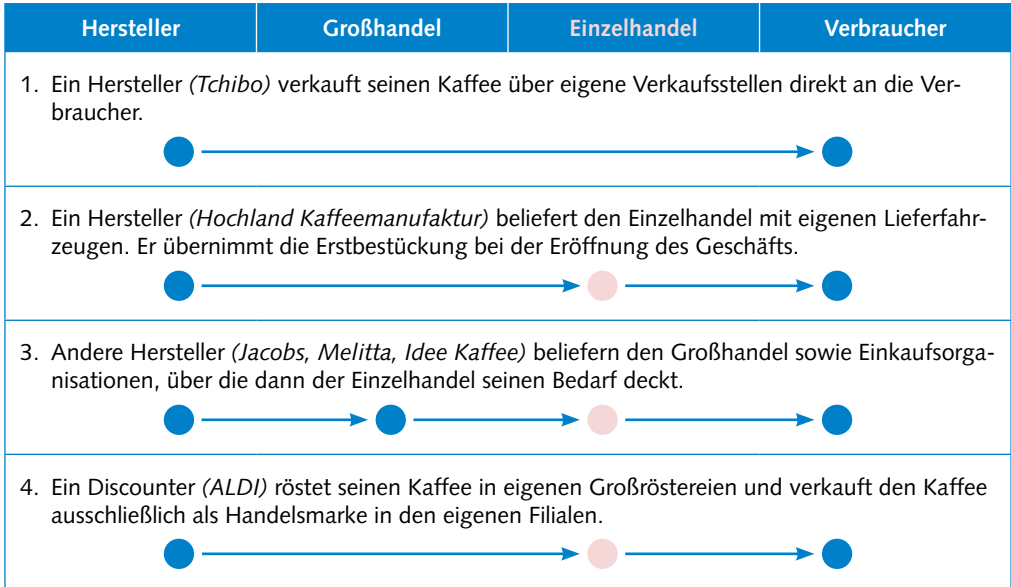 Hersteller Großhandel Einzelhandel Verbraucher
1. Ein Hersteller (Tchibo) verkauft seinen Kaffee über eigene Verkaufsstellen direkt an die Ver-
braucher.
2. Ein Hersteller (Hochland Kaffeemanufaktur) beliefert den Einzelhandel mit eigenen Lieferfahr-
zeugen. Er übernimmt die Erstbestückung bei der Eröffnung des Geschäfts.
3. Andere Hersteller (Jacobs, Melitta, Idee Kaffee) beliefern den Großhandel sowie Einkaufsorga-
nisationen, über die dann der Einzelhandel seinen Bedarf deckt.
4. Ein Discounter (ALDI) röstet seinen Kaffee in eigenen Großröstereien und verkauft den Kaffee
ausschließlich als Handelsmarke in den eigenen Filialen.